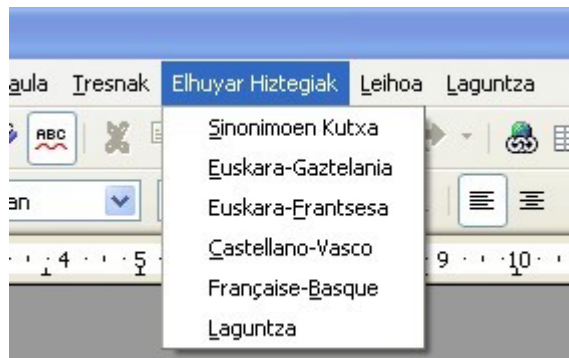 aula Tresnak Elhuyar Hiztegiak Leihoa Laguntza
ABC
Sinonimoen Kutxa
Euskara-Gaztelania
an
Euskara-Frantsesa
Castellano-Vasco
4 5 9 10
Française-Basque
Laguntza